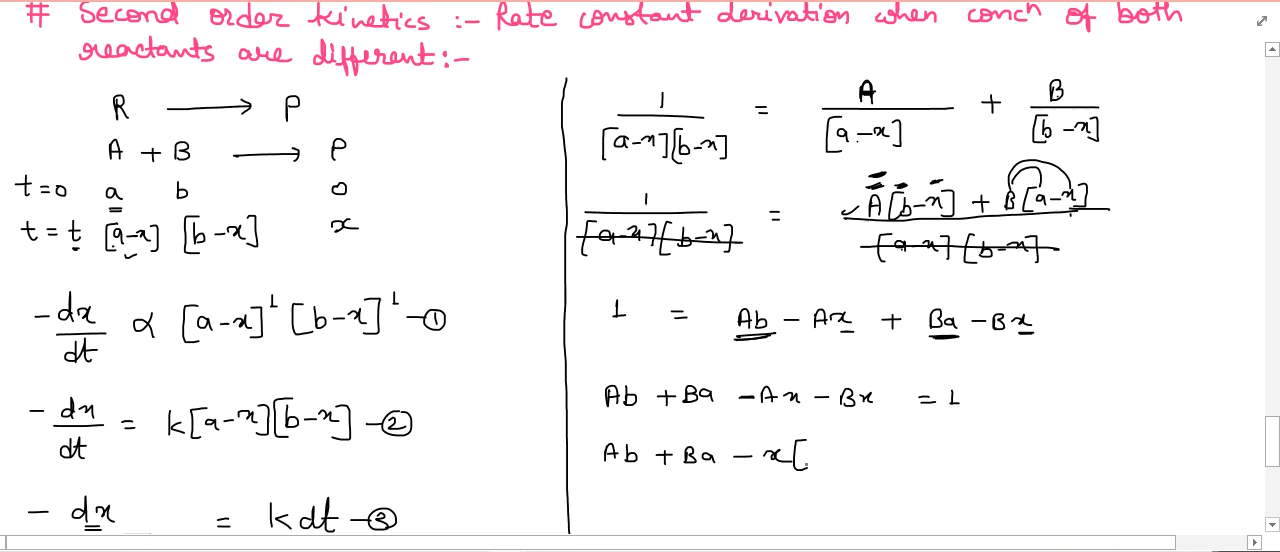 # Second order kinetics :- Rate constant derivation when concn of both
reactants are different:-
R ⟶ P
A + B ⟶ P
t=0 a b 0
t=t [a-x] [b-x] x
-dx/dt ∝ [a-x]¹ [b-x]¹ -①
-dx/dt = k[a-x][b-x] -②
- dx = kdt -③
1/[a-x][b-x] = A/[a-x] + B/[b-x]
1/[a-x][b-x] = A[b-x] + B[a-x]/[a-x][b-x]
1 = Ab - Ax + Ba - Bx
Ab + Ba - Ax - Bx = 1
Ab + Ba - x[